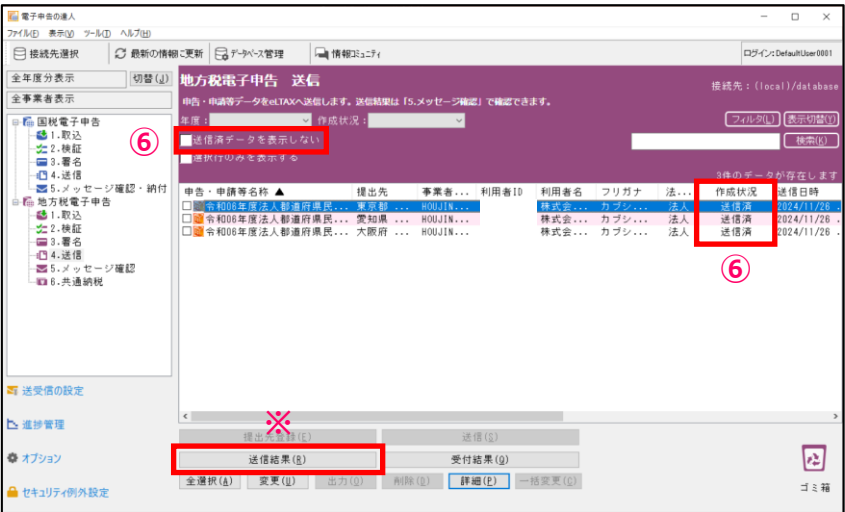 電子申告の達人
ファイル(F) 表示(V) ツール(T) ヘルプ(H)
接続先選択 最新の情報に更新 データベース管理 情報コミュニティ ログイン:DefaultUser0001
全年度分表示 切替(J)
全事業者表示
国税電子申告
1.取込
2.検証
3.署名
4.送信
5.メッセージ確認・納付
地方税電子申告
1.取込
2.検証
3.署名
4.送信
5.メッセージ確認
6.共通納税
送受信の設定
進捗管理
オプション
セキュリティ例外設定
地方税電子申告 送信
接続先：(local)/database
申告・申請等データをeLTAXへ送信します。送信結果は「5.メッセージ確認」で確認できます。
年度： 作成状況： フィルタ(L) 表示切替(Y)
⑥ 送信済データを表示しない 検索(K)
選択行のみを表示する
3件のデータが存在します
申告・申請等名称 ▲ 提出先 事業者... 利用者ID 利用者名 フリガナ 法... 作成状況 送信日時
令和06年度法人都道府県民... 東京都 ... HOUJIN... 株式会... カブシ... 法人 送信済 2024/11/26 .
令和06年度法人都道府県民... 愛知県 ... HOUJIN... 株式会... カブシ... 法人 送信済 2024/11/26 .
令和06年度法人都道府県民... 大阪府 ... HOUJIN... 株式会... カブシ... 法人 送信済 2024/11/26 .
⑥
※
提出先登録(E) 送信(S)
送信結果(R) 受付結果(Q)
全選択(A) 変更(U) 出力(O) 削除(D) 詳細(P) 一括変更(C)
ゴミ箱